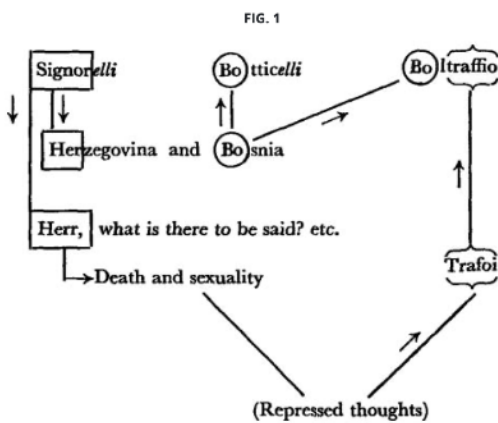 FIG. 1
Signorelli Botticelli Boltraffio
Herzegovina and Bosnia
Herr, what is there to be said? etc.
Death and sexuality Trafoi
(Repressed thoughts)